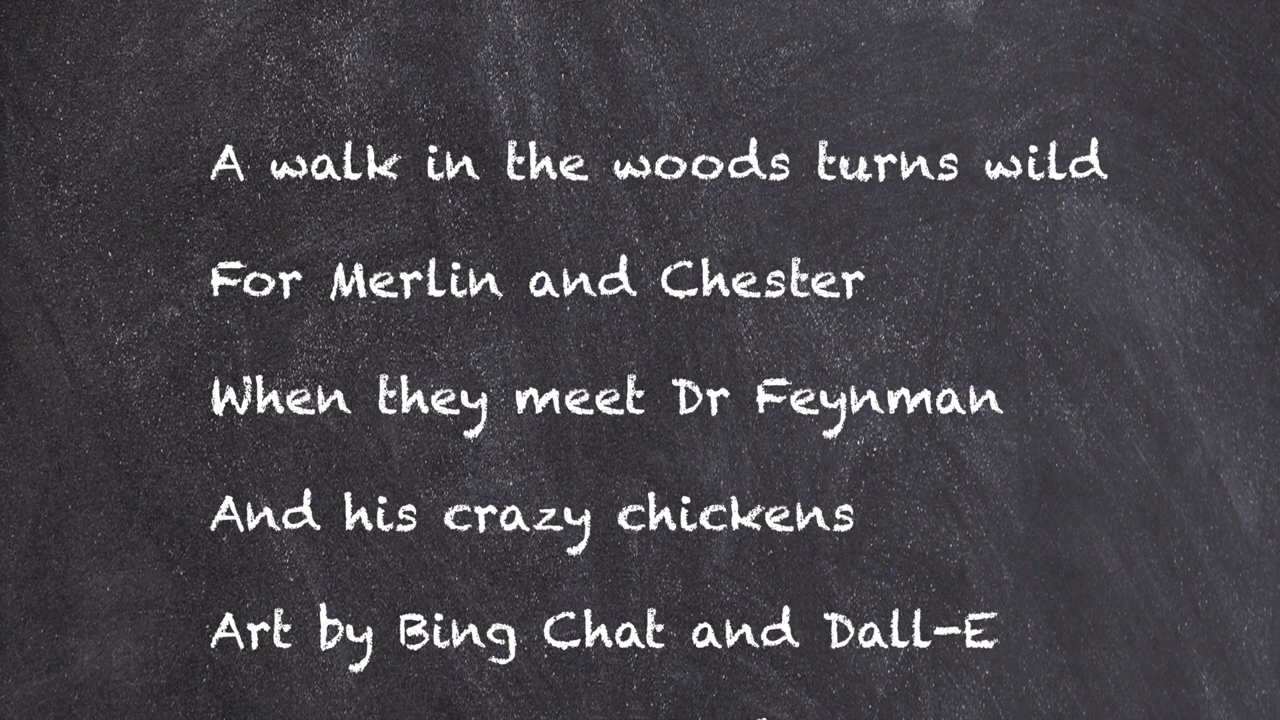 A walk in the woods turns wild
For Merlin and Chester
When they meet Dr Feynman
And his crazy chickens
Art by Bing Chat and Dall-E